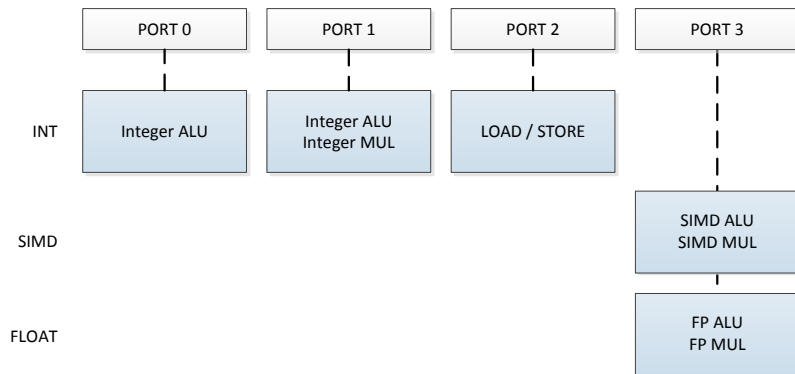 PORT 0
PORT 1
PORT 2
PORT 3
INT
Integer ALU
Integer ALU
Integer MUL
LOAD / STORE
SIMD
SIMD ALU
SIMD MUL
FLOAT
FP ALU
FP MUL